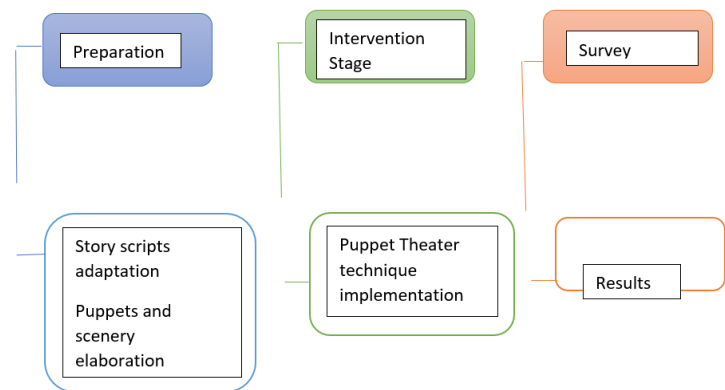 Preparation
Intervention
Stage
Survey
Story scripts
adaptation
Puppets and
scenery
elaboration
Puppet Theater
technique
implementation
Results